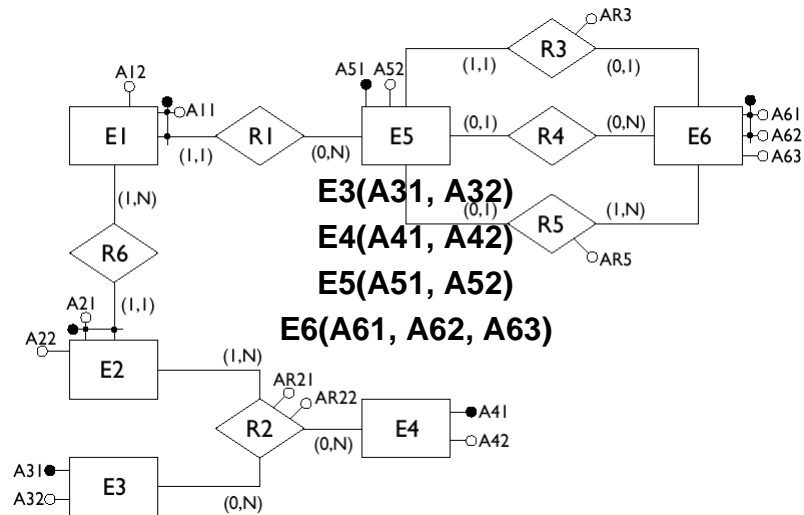 AR3
R3
A12
A51
A52
(1,1)
(0,1)
A11
A61
E1
R1
E5
(0,1)
R4
(0,N)
E6
A62
(1,1)
(0,N)
A63
E3(A31, A32)
(1,N)
(0,1)
R5
(1,N)
E4(A41, A42)
R6
AR5
E5(A51, A52)
A21
(1,1)
A22
E6(A61, A62, A63)
E2
(1,N)
AR21
AR22
A41
R2
E4
(0,N)
A42
A31
E3
A32
(0,N)